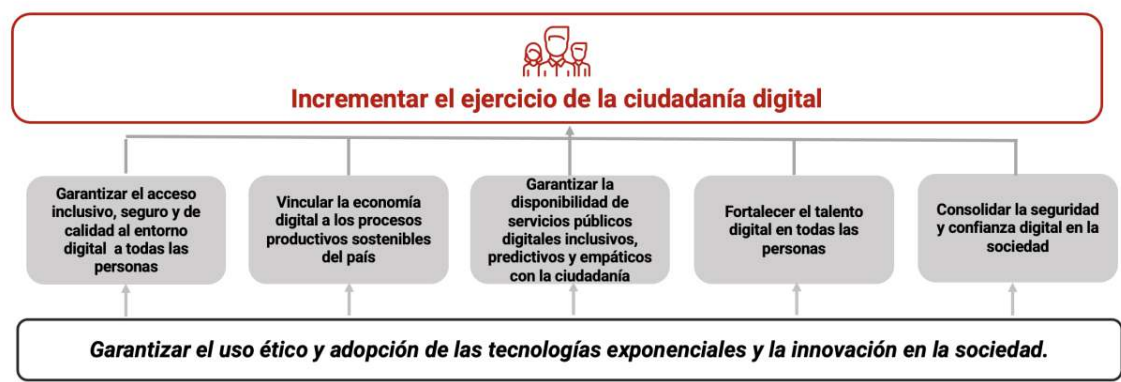 Incrementar el ejercicio de la ciudadanía digital
Garantizar el acceso
inclusivo, seguro y de
calidad al entorno
digital a todas las
personas
Vincular la economía
digital a los procesos
productivos sostenibles
del país
Garantizar la
disponibilidad de
servicios públicos
digitales inclusivos,
predictivos y empáticos
con la ciudadanía
Fortalecer el talento
digital en todas las
personas
Consolidar la seguridad
y confianza digital en la
sociedad
Garantizar el uso ético y adopción de las tecnologías exponenciales y la innovación en la sociedad.